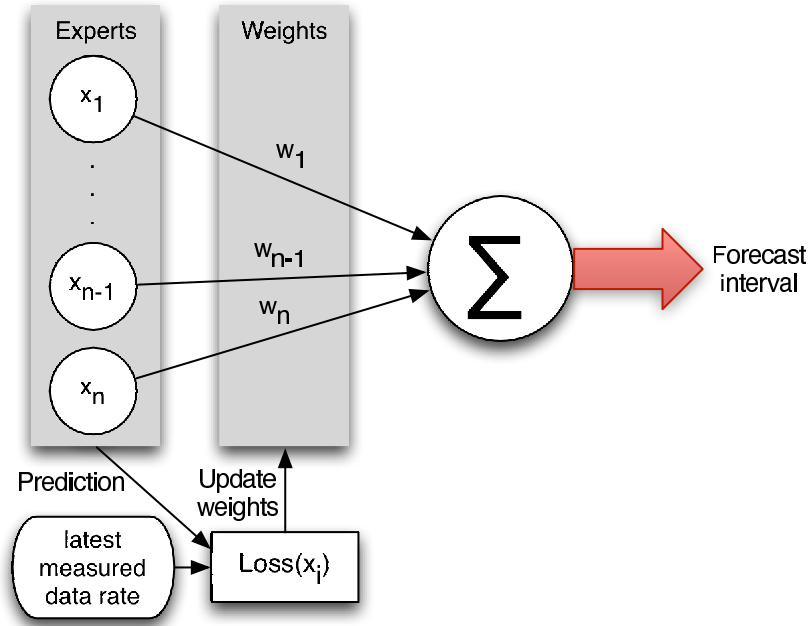 Experts
Weights
x1
.
.
.
w1
xn-1
wn-1
xn
wn
∑
Forecast
interval
Prediction
Update
weights
latest
measured
data rate
Loss(xi)